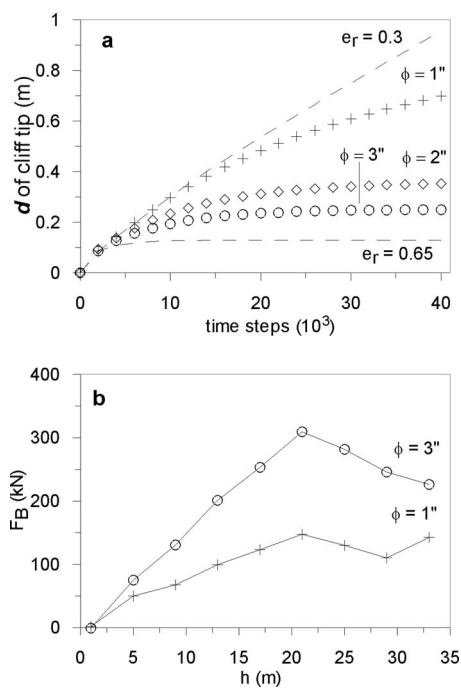 a
d of cliff tip (m)
1
0.8
0.6
0.4
0.2
0
e_r = 0.3
ϕ = 1"
ϕ = 3"
ϕ = 2"
e_r = 0.65
0 10 20 30 40
time steps (10³)
b
F_B (kN)
400
300
200
100
0
ϕ = 3"
ϕ = 1"
0 5 10 15 20 25 30 35
h (m)